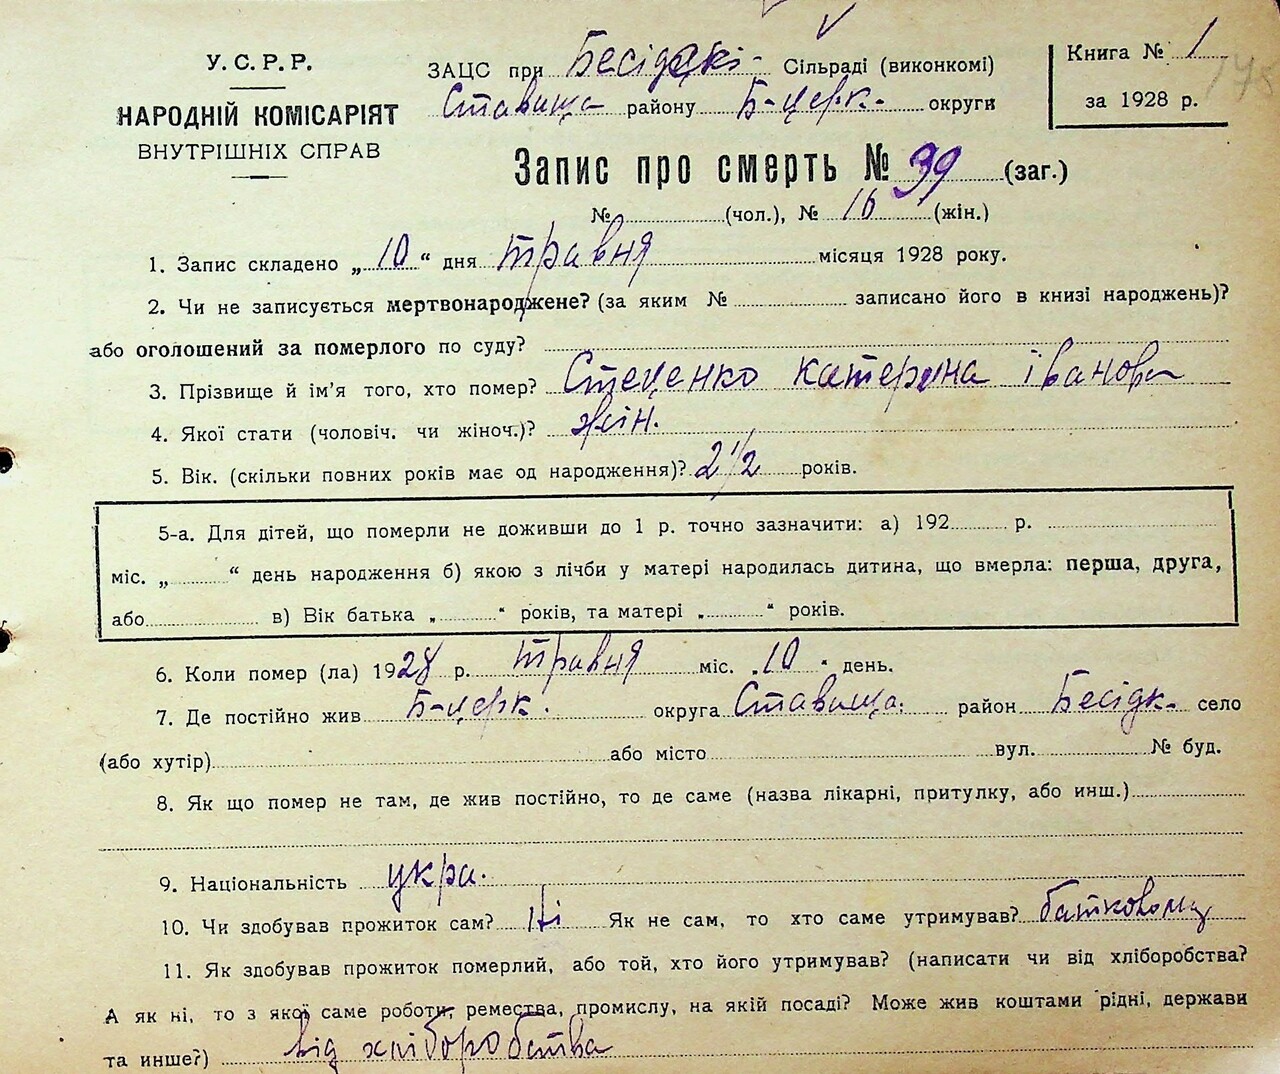 У. С. Р. Р.
НАРОДНІЙ КОМІСАРІЯТ
ВНУТРІШНІХ СПРАВ
ЗАЦС при Бесідскі- Сільраді (виконкомі)
Ставища району Б-церк. округи
Книга № 1
за 1928 р.
175
Запис про смерть № 39 (заг.)
№ (чол.), № 16 (жін.)
1. Запис складено „10“ дня травня місяця 1928 року.
2. Чи не записується мертвонароджене? (за яким № записано його в книзі народжень)?
або оголошений за померлого по суду?
3. Прізвище й ім'я того, хто помер? Стеценко Катерина Іванова
4. Якої стати (чоловіч. чи жіноч.)? жін.
5. Вік. (скільки повних років має од народження)? 2 1/2 років.
5-а. Для дітей, що померли не доживши до 1 р. точно зазначити: а) 192 р.
міс. „ “ день народження б) якою з лічби у матері народилась дитина, що вмерла: перша, друга,
або в) Вік батька „ “ років, та матері „ “ років.
6. Коли помер (ла) 1928 р. травня міс. „10“ день.
7. Де постійно жив Б-церк. округа Ставища. район Бесідк. село
(або хутір) або місто вул. № буд.
8. Як що помер не там, де жив постійно, то де саме (назва лікарні, притулку, або инш.)
9. Національність укра.
10. Чи здобував прожиток сам? Ні Як не сам, то хто саме утримував?
11. Як здобував прожиток померлий, або той, хто його утримував? (написати чи від хліборобства?
А як ні, то з якої саме роботи, ремества, промислу, на якій посаді? Може жив коштами рідні, держави
та инше?) від хліборобства